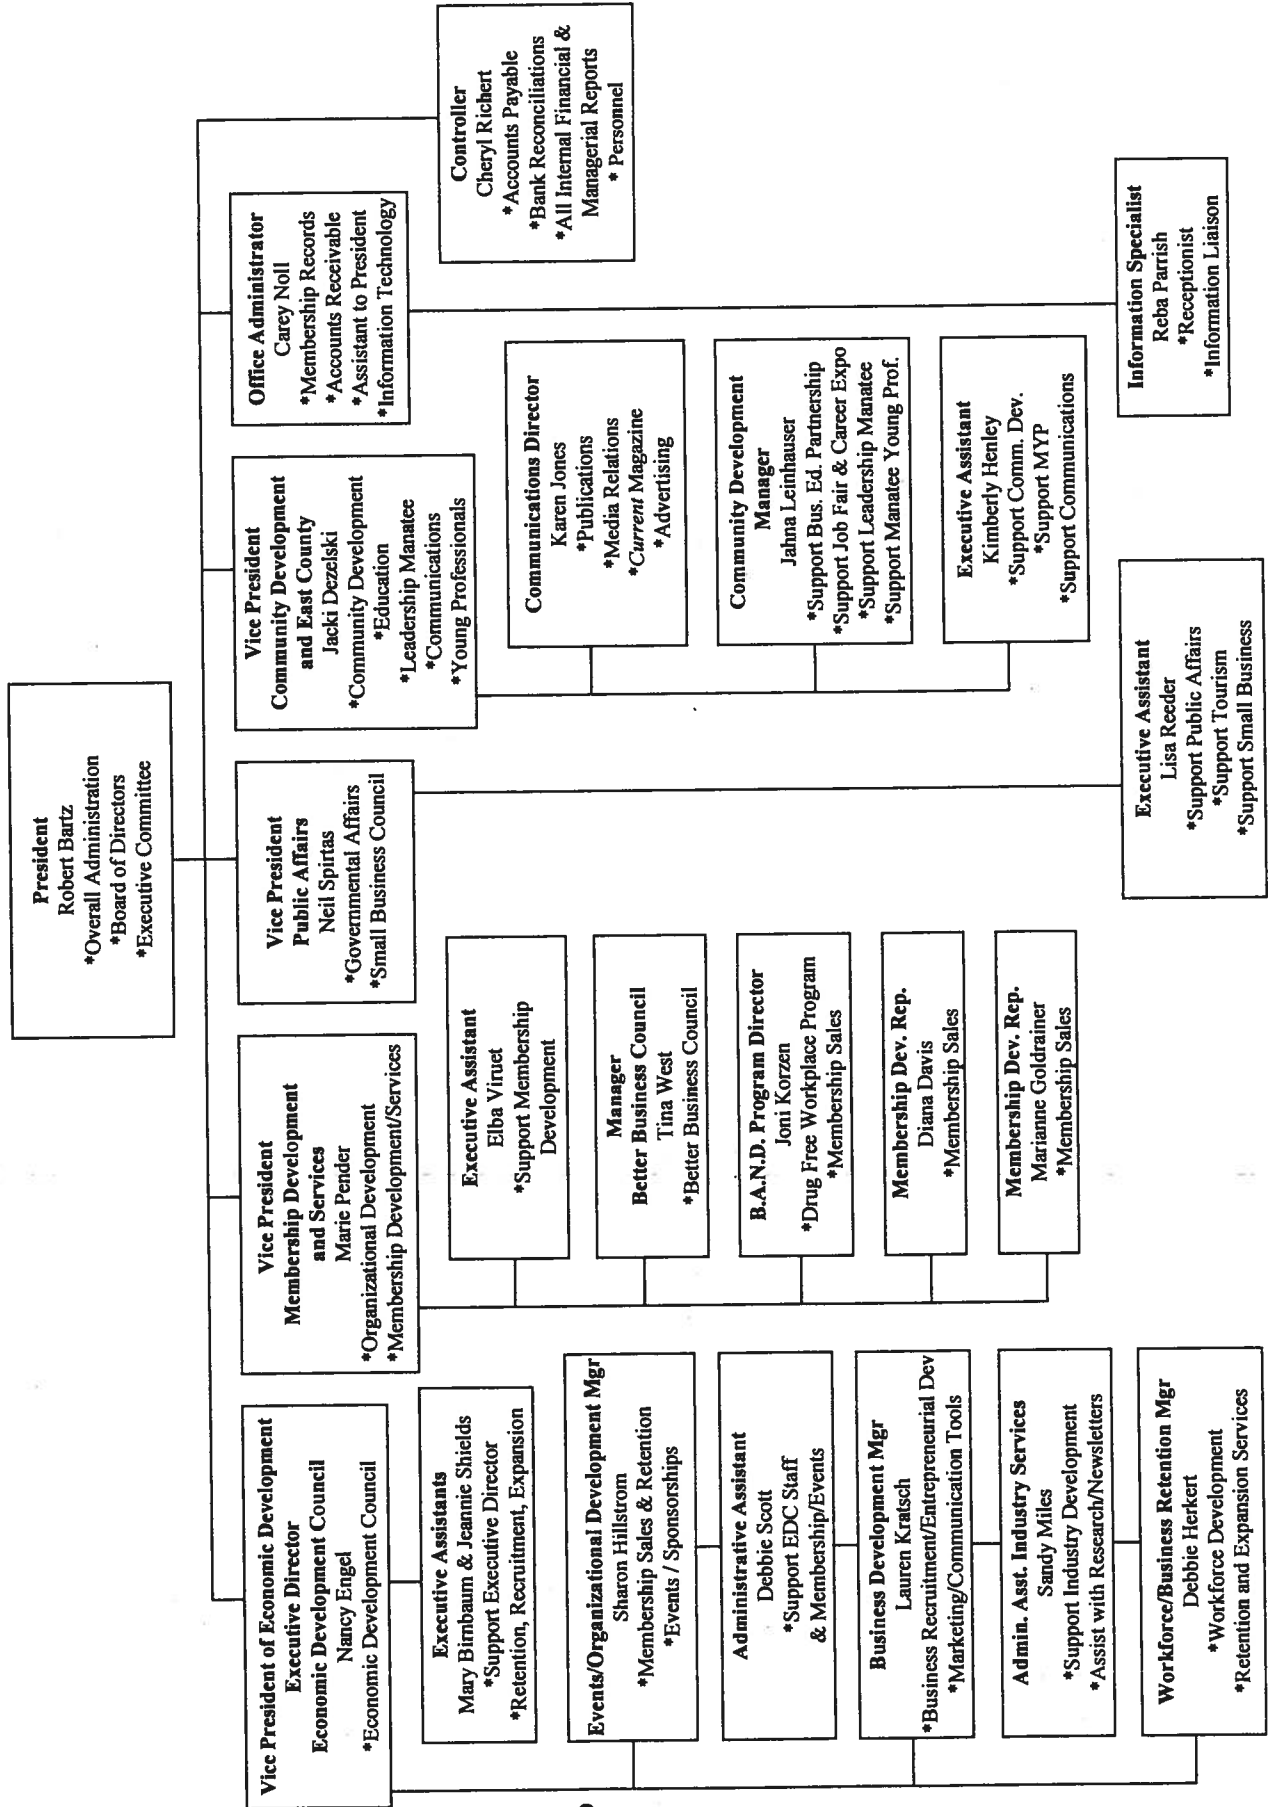 President
Robert Bartz
*Overall Administration
*Board of Directors
*Executive Committee
Vice President of Economic Development
Executive Director
Economic Development Council
Nancy Engel
*Economic Development Council
Executive Assistants
Mary Birnbaum & Jeannie Shields
*Support Executive Director
*Retention, Recruitment, Expansion
Events/Organizational Development Mgr
Sharon Hillstrom
*Membership Sales & Retention
*Events / Sponsorships
Administrative Assistant
Debbie Scott
*Support EDC Staff
& Membership/Events
Business Development Mgr
Lauren Kratsch
*Business Recruitment/Entrepreneurial Dev
*Marketing/Communication Tools
Admin. Asst. Industry Services
Sandy Miles
*Support Industry Development
*Assist with Research/Newsletters
Workforce/Business Retention Mgr
Debbie Herkert
*Workforce Development
*Retention and Expansion Services
Vice President
Membership Development
and Services
Marie Pender
*Organizational Development
*Membership Development/Services
Executive Assistant
Elba Viruet
*Support Membership
Development
Manager
Better Business Council
Tina West
*Better Business Council
B.A.N.D. Program Director
Joni Korzen
*Drug Free Workplace Program
*Membership Sales
Membership Dev. Rep.
Diana Davis
*Membership Sales
Membership Dev. Rep.
Marianne Goldrainer
*Membership Sales
Vice President
Public Affairs
Neil Spirtas
*Governmental Affairs
*Small Business Council
Executive Assistant
Lisa Reeder
*Support Public Affairs
*Support Tourism
*Support Small Business
Vice President
Community Development
and East County
Jacki Dezelski
*Community Development
*Education
*Leadership Manatee
*Communications
*Young Professionals
Communications Director
Karen Jones
*Publications
*Media Relations
*Current Magazine
*Advertising
Community Development
Manager
Jahna Leinhauser
*Support Bus. Ed. Partnership
*Support Job Fair & Career Expo
*Support Leadership Manatee
*Support Manatee Young Prof.
Executive Assistant
Kimberly Henley
*Support Comm. Dev.
*Support MYP
*Support Communications
Office Administrator
Carey Noll
*Membership Records
*Accounts Receivable
*Assistant to President
*Information Technology
Information Specialist
Reba Parrish
*Receptionist
*Information Liaison
Controller
Cheryl Richert
*Accounts Payable
*Bank Reconciliations
*All Internal Financial &
Managerial Reports
* Personnel